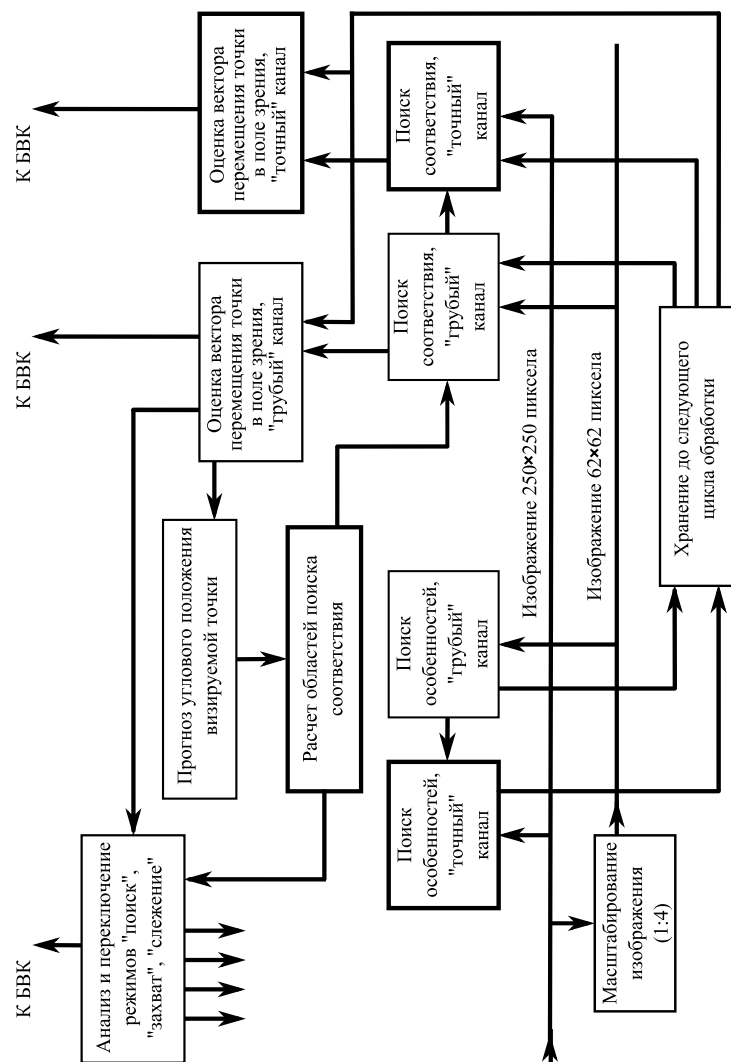 К БВК
К БВК
К БВК
Анализ и переключение
режимов "поиск",
"захват", "слежение"
Оценка вектора
перемещения точки
в поле зрения,
"грубый" канал
Оценка вектора
перемещения точки
в поле зрения,
"точный" канал
Прогноз углового положения
визируемой точки
Расчет областей поиска
соответствия
Поиск
особенностей,
"точный"
канал
Поиск
особенностей,
"грубый"
канал
Поиск
соответствия,
"грубый"
канал
Поиск
соответствия,
"точный"
канал
Изображение 250×250 пиксела
Изображение 62×62 пиксела
Масштабирование
изображения
(1:4)
Хранение до следующего
цикла обработки